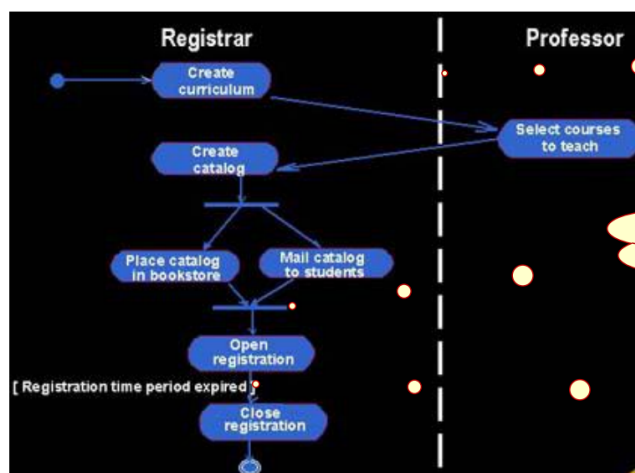 Registrar
Professor
Create
curriculum
Select courses
to teach
Create
catalog
Place catalog
in bookstore
Mail catalog
to students
Open
registration
[ Registration time period expired ]
Close
registration